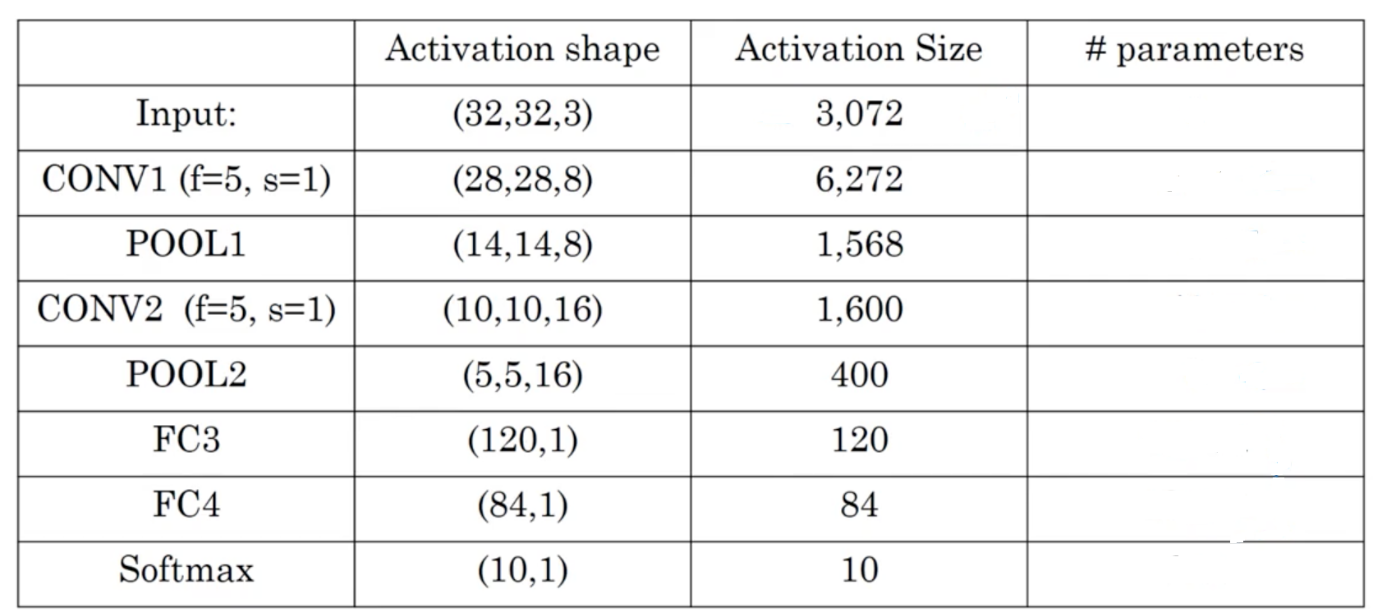 Activation shape Activation Size # parameters
Input: (32,32,3) 3,072
CONV1 (f=5, s=1) (28,28,8) 6,272
POOL1 (14,14,8) 1,568
CONV2 (f=5, s=1) (10,10,16) 1,600
POOL2 (5,5,16) 400
FC3 (120,1) 120
FC4 (84,1) 84
Softmax (10,1) 10